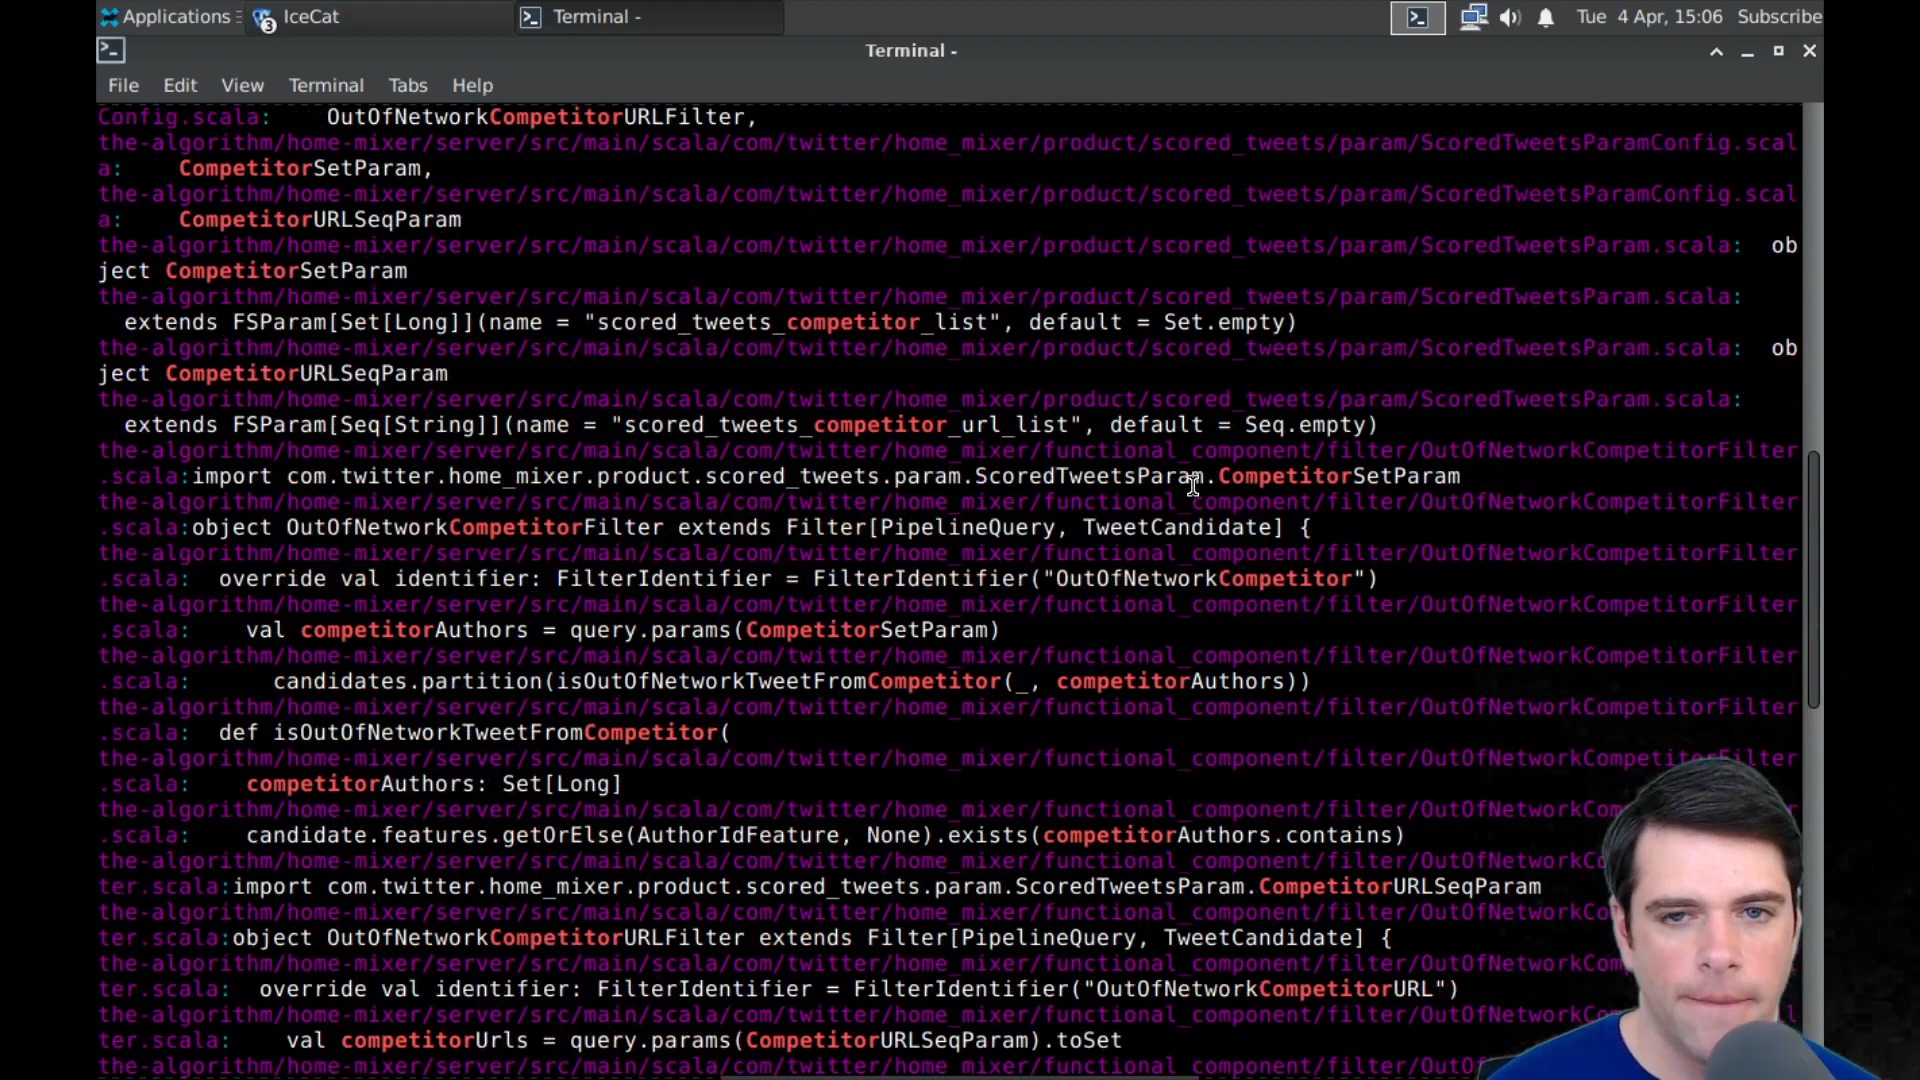 Applications
3
IceCat
Terminal -
Tue 4 Apr, 15:06
Subscribe
Terminal -
File Edit View Terminal Tabs Help
Config.scala:    OutOfNetworkCompetitorURLFilter,
the-algorithm/home-mixer/server/src/main/scala/com/twitter/home_mixer/product/scored_tweets/param/ScoredTweetsParamConfig.scal
a:    CompetitorSetParam,
the-algorithm/home-mixer/server/src/main/scala/com/twitter/home_mixer/product/scored_tweets/param/ScoredTweetsParamConfig.scal
a:    CompetitorURLSeqParam
the-algorithm/home-mixer/server/src/main/scala/com/twitter/home_mixer/product/scored_tweets/param/ScoredTweetsParam.scala:  ob
ject CompetitorSetParam
the-algorithm/home-mixer/server/src/main/scala/com/twitter/home_mixer/product/scored_tweets/param/ScoredTweetsParam.scala:
  extends FSParam[Set[Long]](name = "scored_tweets_competitor_list", default = Set.empty)
the-algorithm/home-mixer/server/src/main/scala/com/twitter/home_mixer/product/scored_tweets/param/ScoredTweetsParam.scala:  ob
ject CompetitorURLSeqParam
the-algorithm/home-mixer/server/src/main/scala/com/twitter/home_mixer/product/scored_tweets/param/ScoredTweetsParam.scala:
  extends FSParam[Seq[String]](name = "scored_tweets_competitor_url_list", default = Seq.empty)
the-algorithm/home-mixer/server/src/main/scala/com/twitter/home_mixer/functional_component/filter/OutOfNetworkCompetitorFilter
.scala:import com.twitter.home_mixer.product.scored_tweets.param.ScoredTweetsParam.CompetitorSetParam
the-algorithm/home-mixer/server/src/main/scala/com/twitter/home_mixer/functional_component/filter/OutOfNetworkCompetitorFilter
.scala:object OutOfNetworkCompetitorFilter extends Filter[PipelineQuery, TweetCandidate] {
the-algorithm/home-mixer/server/src/main/scala/com/twitter/home_mixer/functional_component/filter/OutOfNetworkCompetitorFilter
.scala:  override val identifier: FilterIdentifier = FilterIdentifier("OutOfNetworkCompetitor")
the-algorithm/home-mixer/server/src/main/scala/com/twitter/home_mixer/functional_component/filter/OutOfNetworkCompetitorFilter
.scala:    val competitorAuthors = query.params(CompetitorSetParam)
the-algorithm/home-mixer/server/src/main/scala/com/twitter/home_mixer/functional_component/filter/OutOfNetworkCompetitorFilter
.scala:      candidates.partition(isOutOfNetworkTweetFromCompetitor(_, competitorAuthors))
the-algorithm/home-mixer/server/src/main/scala/com/twitter/home_mixer/functional_component/filter/OutOfNetworkCompetitorFilter
.scala:  def isOutOfNetworkTweetFromCompetitor(
the-algorithm/home-mixer/server/src/main/scala/com/twitter/home_mixer/functional_component/filter/OutOfNetworkCompetitorFilter
.scala:    competitorAuthors: Set[Long]
the-algorithm/home-mixer/server/src/main/scala/com/twitter/home_mixer/functional_component/filter/OutOfNetworkCom
.scala:    candidate.features.getOrElse(AuthorIdFeature, None).exists(competitorAuthors.contains)
the-algorithm/home-mixer/server/src/main/scala/com/twitter/home_mixer/functional_component/filter/OutOfNetworkCo
ter.scala:import com.twitter.home_mixer.product.scored_tweets.param.ScoredTweetsParam.CompetitorURLSeqParam
the-algorithm/home-mixer/server/src/main/scala/com/twitter/home_mixer/functional_component/filter/OutOfNetworkCo
ter.scala:object OutOfNetworkCompetitorURLFilter extends Filter[PipelineQuery, TweetCandidate] {
the-algorithm/home-mixer/server/src/main/scala/com/twitter/home_mixer/functional_component/filter/OutOfNetworkCom
ter.scala:  override val identifier: FilterIdentifier = FilterIdentifier("OutOfNetworkCompetitorURL")
the-algorithm/home-mixer/server/src/main/scala/com/twitter/home_mixer/functional_component/filter/OutOfNetworkCom
ter.scala:    val competitorUrls = query.params(CompetitorURLSeqParam).toSet
the-algorithm/home-mixer/server/src/main/scala/com/twitter/home_mixer/functional_component/filter/OutOf